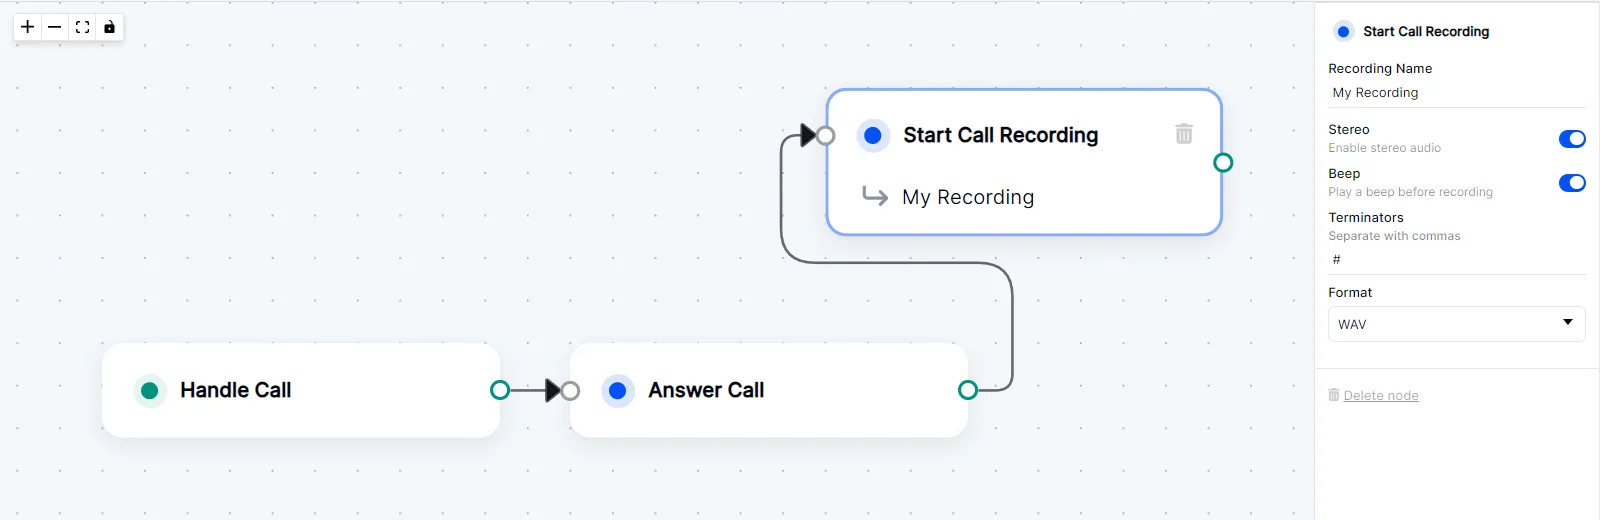 Start Call Recording
My Recording
Handle Call
Answer Call
Start Call Recording
Recording Name
My Recording
Stereo
Enable stereo audio
Beep
Play a beep before recording
Terminators
Separate with commas
#
Format
WAV
Delete node